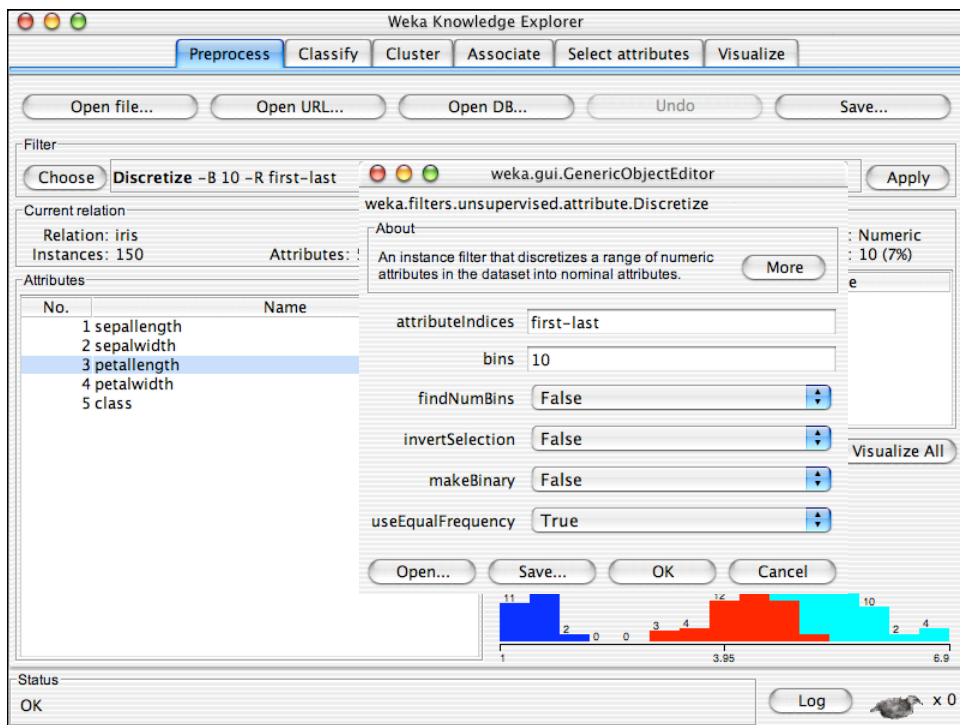 Weka Knowledge Explorer
Preprocess Classify Cluster Associate Select attributes Visualize
Open file... Open URL... Open DB... Undo Save...
Filter
Choose Discretize -B 10 -R first-last Apply
weka.gui.GenericObjectEditor
weka.filters.unsupervised.attribute.Discretize
About
An instance filter that discretizes a range of numeric
attributes in the dataset into nominal attributes.
More
attributeIndices first-last
bins 10
findNumBins False
invertSelection False
makeBinary False
useEqualFrequency True
Open... Save... OK Cancel
Current relation
Relation: iris
Instances: 150 Attributes:
: Numeric
: 10 (7%)
e
Attributes
No. Name
1 sepallength
2 sepalwidth
3 petallength
4 petalwidth
5 class
Visualize All
11 2 0 0 3 4 12 10 2 4
1 3.95 6.9
Status
OK
Log x 0